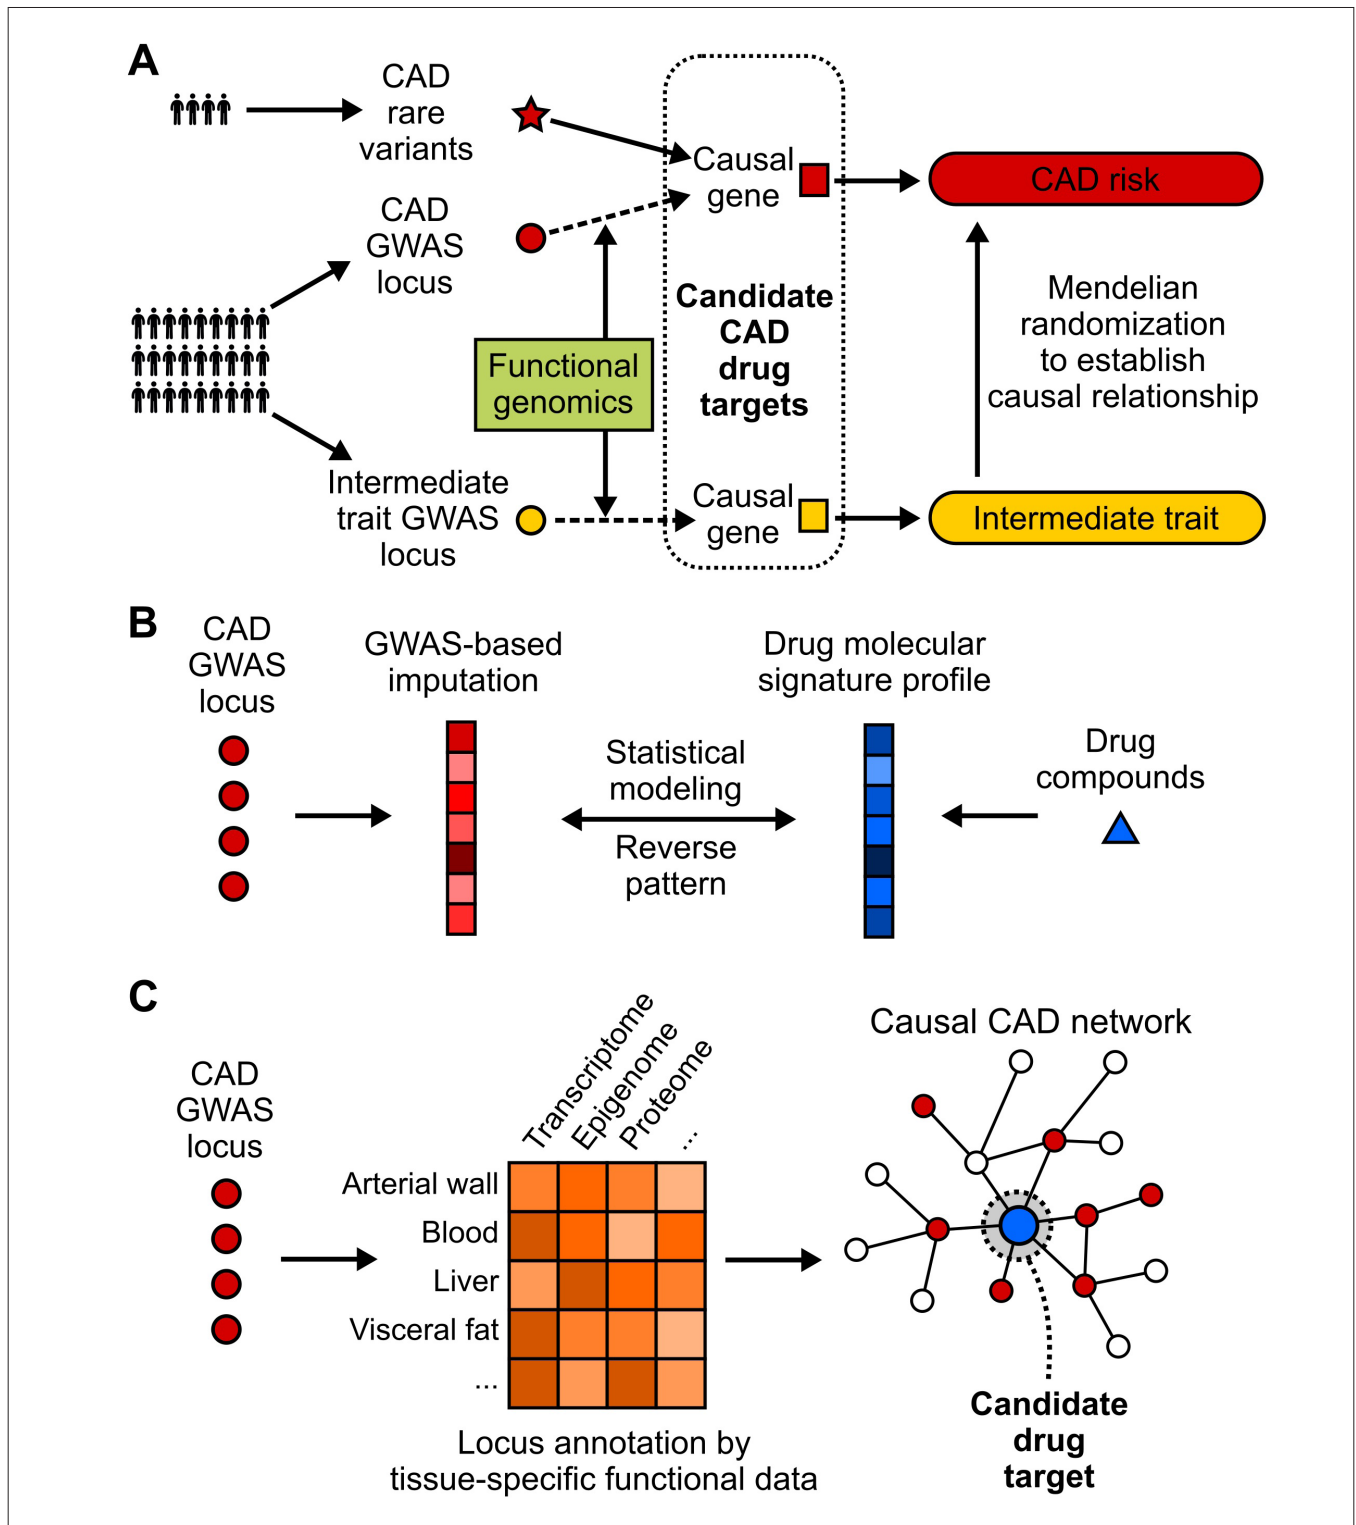 A
CAD
rare
variants
CAD
GWAS
locus
Intermediate
trait GWAS
locus
Functional
genomics
Causal
gene
Candidate
CAD
drug
targets
Causal
gene
CAD risk
Mendelian
randomization
to establish
causal relationship
Intermediate trait
B
CAD
GWAS
locus
GWAS-based
imputation
Statistical
modeling
Reverse
pattern
Drug molecular
signature profile
Drug
compounds
C
CAD
GWAS
locus
Transcriptome
Epigenome
Proteome
...
Arterial wall
Blood
Liver
Visceral fat
...
Locus annotation by
tissue-specific functional data
Causal CAD network
Candidate
drug
target